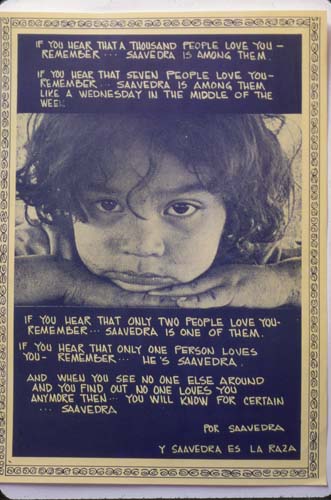 IF YOU HEAR THAT A THOUSAND PEOPLE LOVE YOU –
REMEMBER ··· SAAVEDRA IS AMONG THEM.
IF YOU HEAR THAT SEVEN PEOPLE LOVE YOU-
REMEMBER ··· SAAVEDRA IS AMONG THEM
LIKE A WEDNESDAY IN THE MIDDLE OF THE
WEEK
IF YOU HEAR THAT ONLY TWO PEOPLE LOVE YOU-
REMEMBER ··· SAAVEDRA IS ONE OF THEM.
IF YOU HEAR THAT ONLY ONE PERSON LOVES
YOU- REMEMBER ··· HE'S SAAVEDRA.
AND WHEN YOU SEE NO ONE ELSE AROUND
AND YOU FIND OUT NO ONE LOVES YOU
ANYMORE THEN ··· YOU WILL KNOW FOR CERTAIN
··· SAAVEDRA
POR SAAVEDRA
Y SAAVEDRA ES LA RAZA